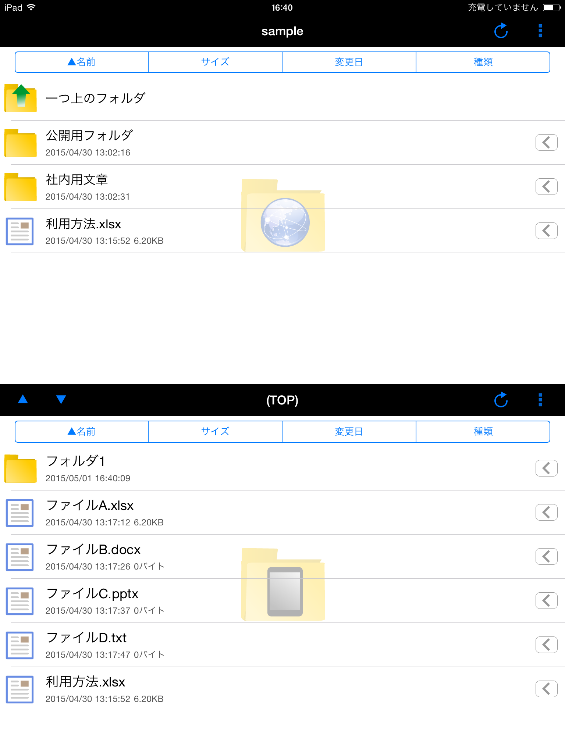 iPad 16:40 充電していません
sample
▲名前 サイズ 変更日 種類
一つ上のフォルダ
公開用フォルダ
2015/04/30 13:02:16
社内用文章
2015/04/30 13:02:31
利用方法.xlsx
2015/04/30 13:15:52 6.20KB
▲ ▼ (TOP)
▲名前 サイズ 変更日 種類
フォルダ1
2015/05/01 16:40:09
ファイルA.xlsx
2015/04/30 13:17:12 6.20KB
ファイルB.docx
2015/04/30 13:17:26 0バイト
ファイルC.pptx
2015/04/30 13:17:37 0バイト
ファイルD.txt
2015/04/30 13:17:47 0バイト
利用方法.xlsx
2015/04/30 13:15:52 6.20KB